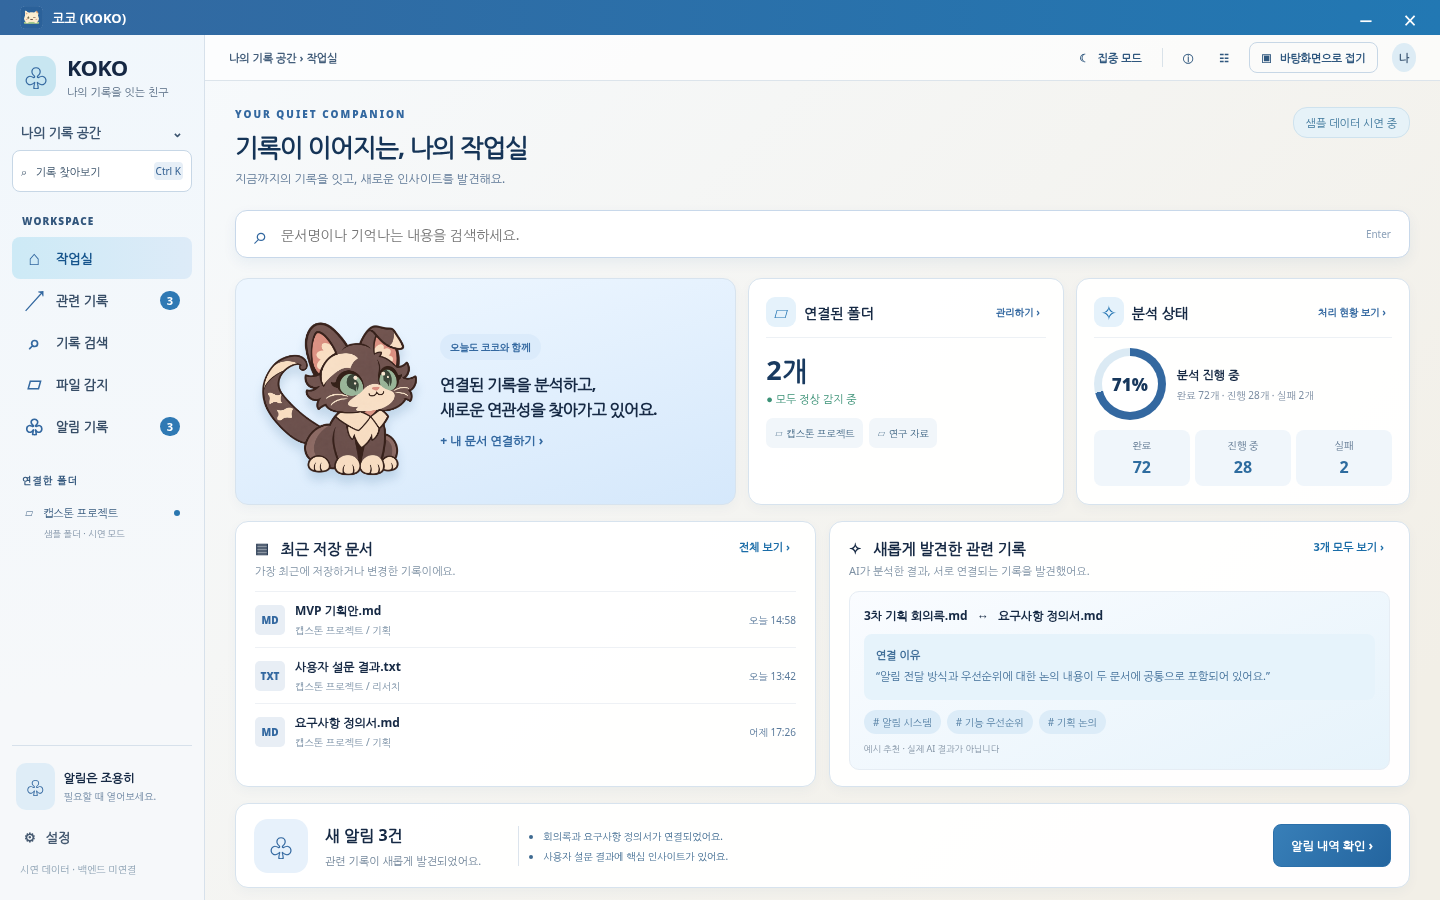 코코 (KOKO)
KOKO
나의 기록을 잇는 친구
나의 기록 공간
기록 찾아보기 Ctrl K
WORKSPACE
작업실
관련 기록 3
기록 검색
파일 감지
알림 기록 3
연결한 폴더
캡스톤 프로젝트
샘플 폴더 · 시연 모드
알림은 조용히
필요할 때 열어보세요.
설정
시연 데이터 · 백엔드 미연결
나의 기록 공간 › 작업실
집중 모드
바탕화면으로 접기
나
YOUR QUIET COMPANION
기록이 이어지는, 나의 작업실
지금까지의 기록을 잇고, 새로운 인사이트를 발견해요.
샘플 데이터 시연 중
문서명이나 기억나는 내용을 검색하세요. Enter
오늘도 코코와 함께
연결된 기록을 분석하고,
새로운 연관성을 찾아가고 있어요.
+ 내 문서 연결하기 ›
연결된 폴더 관리하기 ›
2개
● 모두 정상 감지 중
캡스톤 프로젝트 연구 자료
분석 상태 처리 현황 보기 ›
71%
분석 진행 중
완료 72개 · 진행 28개 · 실패 2개
완료 진행 중 실패
72 28 2
최근 저장 문서 전체 보기 ›
가장 최근에 저장하거나 변경한 기록이에요.
MD MVP 기획안.md 오늘 14:58
캡스톤 프로젝트 / 기획
TXT 사용자 설문 결과.txt 오늘 13:42
캡스톤 프로젝트 / 리서치
MD 요구사항 정의서.md 어제 17:26
캡스톤 프로젝트 / 기획
새롭게 발견한 관련 기록 3개 모두 보기 ›
AI가 분석한 결과, 서로 연결되는 기록을 발견했어요.
3차 기획 회의록.md ↔ 요구사항 정의서.md
연결 이유
“알림 전달 방식과 우선순위에 대한 논의 내용이 두 문서에 공통으로 포함되어 있어요.”
# 알림 시스템 # 기능 우선순위 # 기획 논의
예시 추천 · 실제 AI 결과가 아닙니다
새 알림 3건
관련 기록이 새롭게 발견되었어요.
• 회의록과 요구사항 정의서가 연결되었어요.
• 사용자 설문 결과에 핵심 인사이트가 있어요.
알림 내역 확인 ›